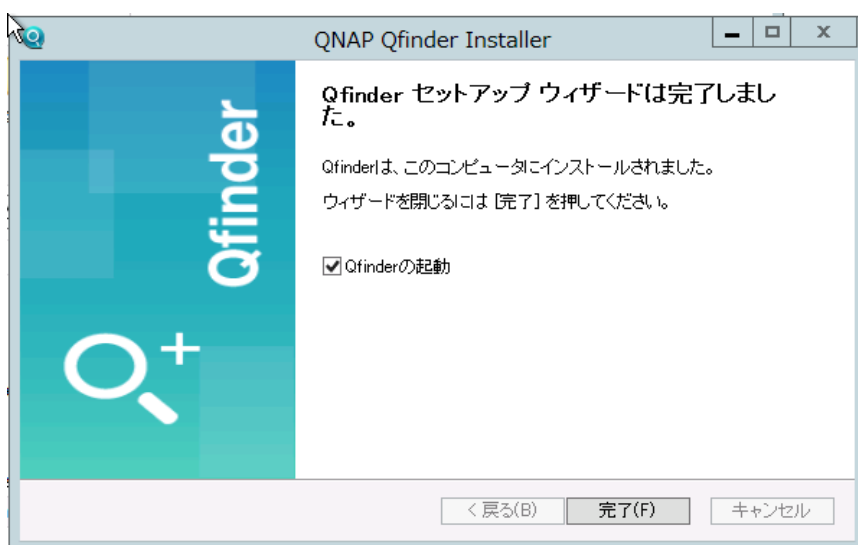 QNAP Qfinder Installer
Qfinder
Qfinder セットアップ ウィザードは完了しまし
た。
Qfinderは、このコンピュータにインストールされました。
ウィザードを閉じるには [完了] を押してください。
Qfinderの起動
< 戻る(B)
完了(F)
キャンセル